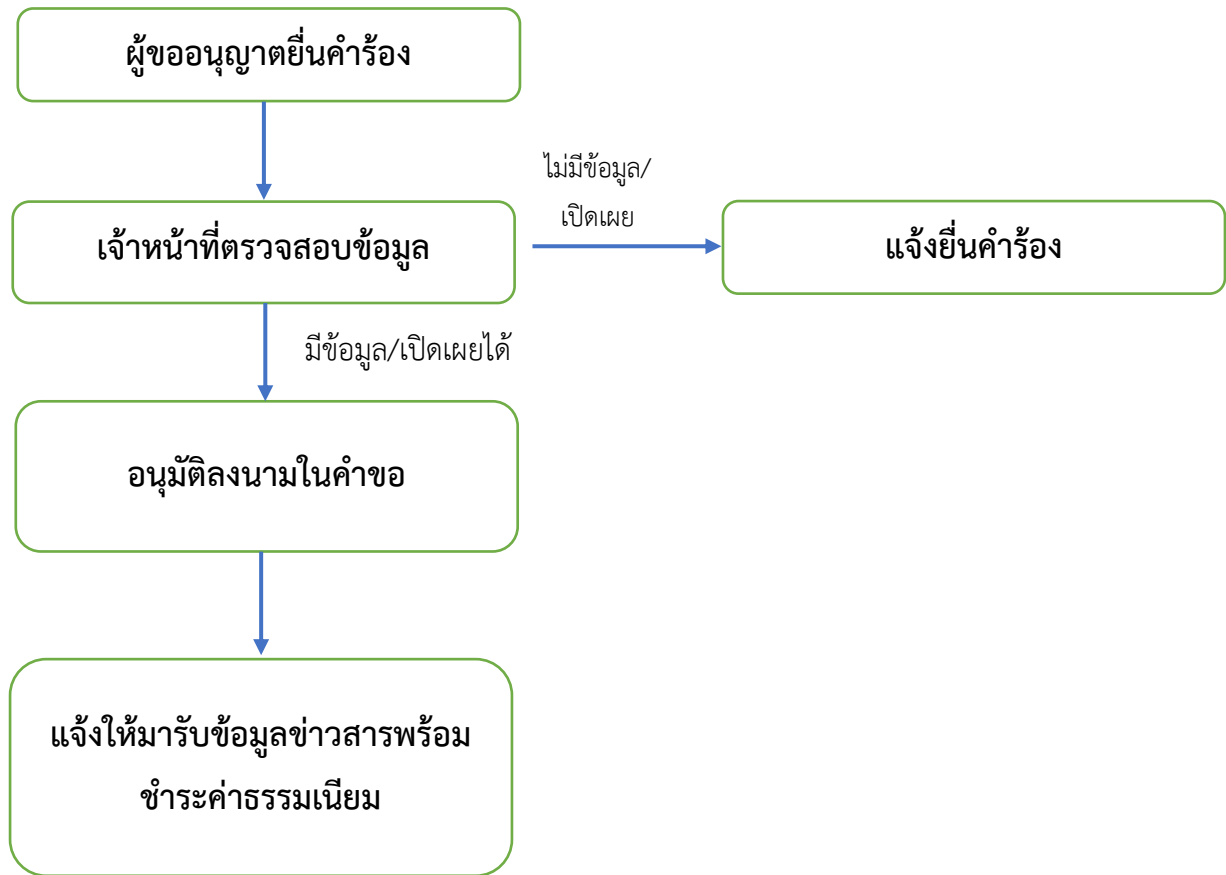 ผู้ขออนุญาตยื่นคำร้อง
ไม่มีข้อมูล/
เปิดเผย
เจ้าหน้าที่ตรวจสอบข้อมูล
แจ้งยื่นคำร้อง
มีข้อมูล/เปิดเผยได้
อนุมัติลงนามในคำขอ
แจ้งให้มารับข้อมูลข่าวสารพร้อม
ชำระค่าธรรมเนียม